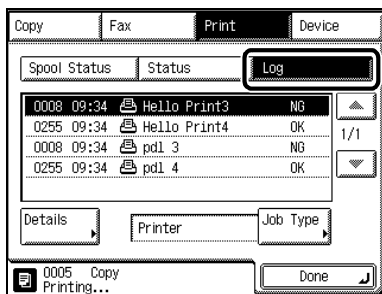 Copy Fax Print Device
Spool Status Status Log
0008 09:34 Hello Print3 NG
0255 09:34 Hello Print4 OK
1/1
0008 09:34 pdl 3 NG
0255 09:34 pdl 4 OK
Details Printer Job Type
0005 Copy
Printing...
Done